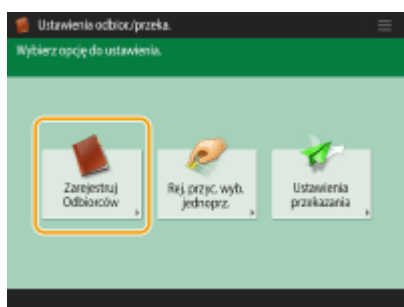 Ustawienia odbior./przeka.
Wybierz opcję do ustawienia.
Zarejestruj
Odbiorców
Rej. przyc. wyb.
jednoprz.
Ustawienia
przekazania